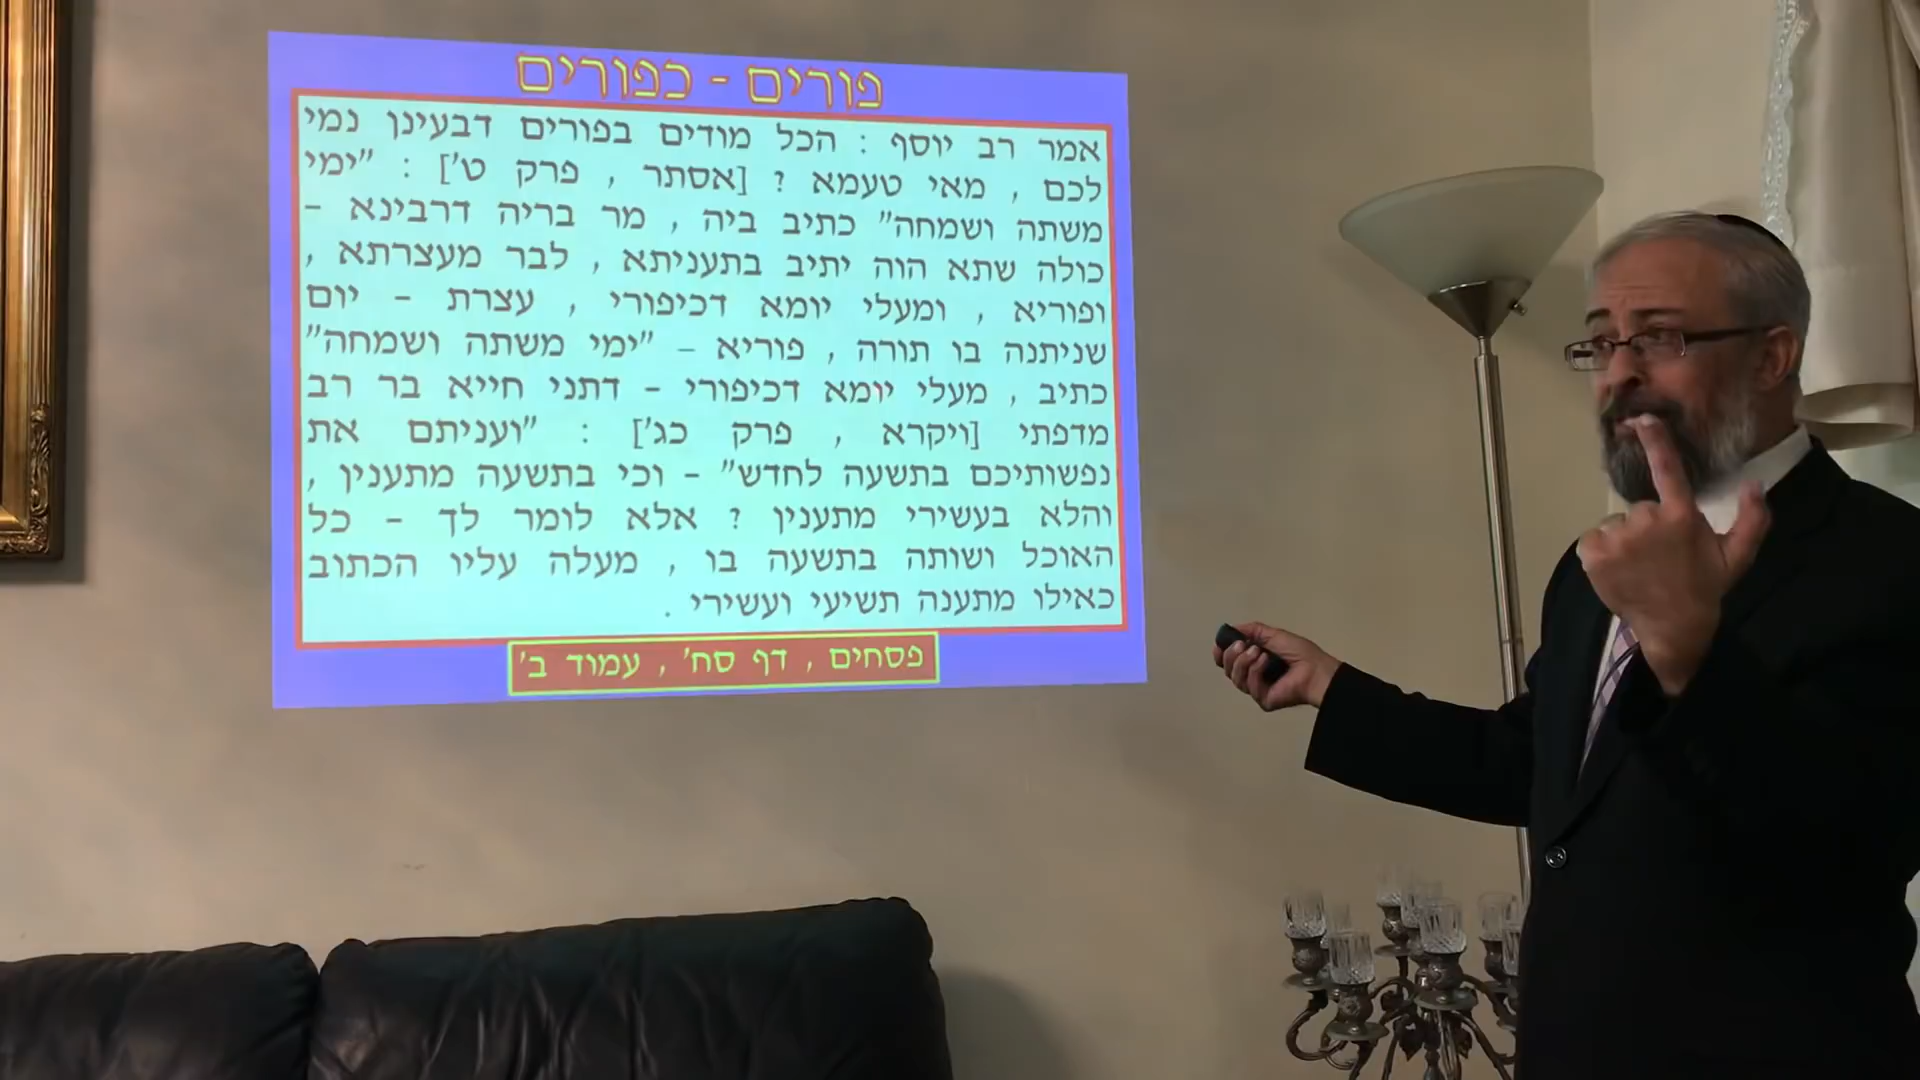 פורים - כפורים
אמר רב יוסף : הכל מודים בפורים דבעינן נמי
לכם , מאי טעמא ? [אסתר , פרק ט'] : "ימי
משתה ושמחה" כתיב ביה , מר בריה דרבינא -
כולה שתא הוה יתיב בתעניתא , לבר מעצרתא ,
ופוריא , ומעלי יומא דכיפורי , עצרת - יום
שניתנה בו תורה , פוריא - "ימי משתה ושמחה"
כתיב , מעלי יומא דכיפורי - דתני חייא בר רב
מדפתי [ויקרא , פרק כג'] : "ועניתם את
נפשותיכם בתשעה לחדש" - וכי בתשעה מתענין ,
והלא בעשירי מתענין ? אלא לומר לך - כל
האוכל ושותה בתשעה בו , מעלה עליו הכתוב
כאילו מתענה תשיעי ועשירי .
פסחים , דף סח' , עמוד ב'